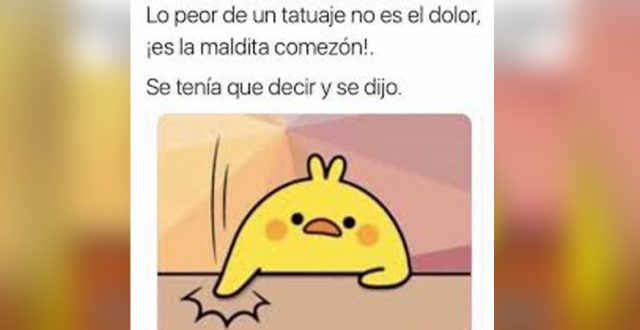 Lo peor de un tatuaje no es el dolor,
¡es la maldita comezón!.
Se tenía que decir y se dijo.